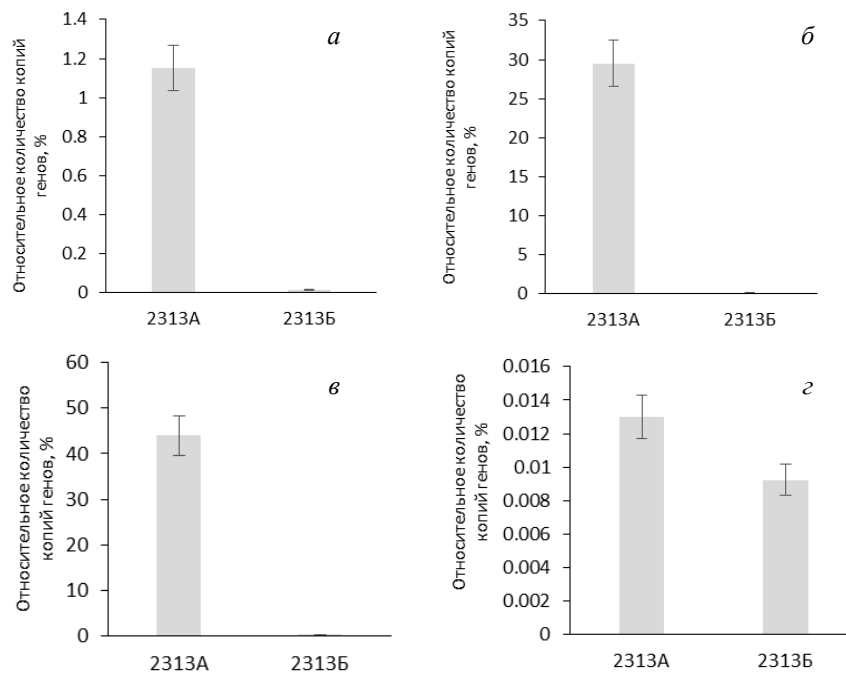 а
Относительное количество копий
генов, %
1.4
1.2
1
0.8
0.6
0.4
0.2
0
2313А
2313Б
б
Относительное количество копий
генов, %
35
30
25
20
15
10
5
0
2313А
2313Б
в
Относительное количество
копий генов, %
60
50
40
30
20
10
0
2313А
2313Б
г
Относительное количество
копий генов, %
0.016
0.014
0.012
0.01
0.008
0.006
0.004
0.002
0
2313А
2313Б